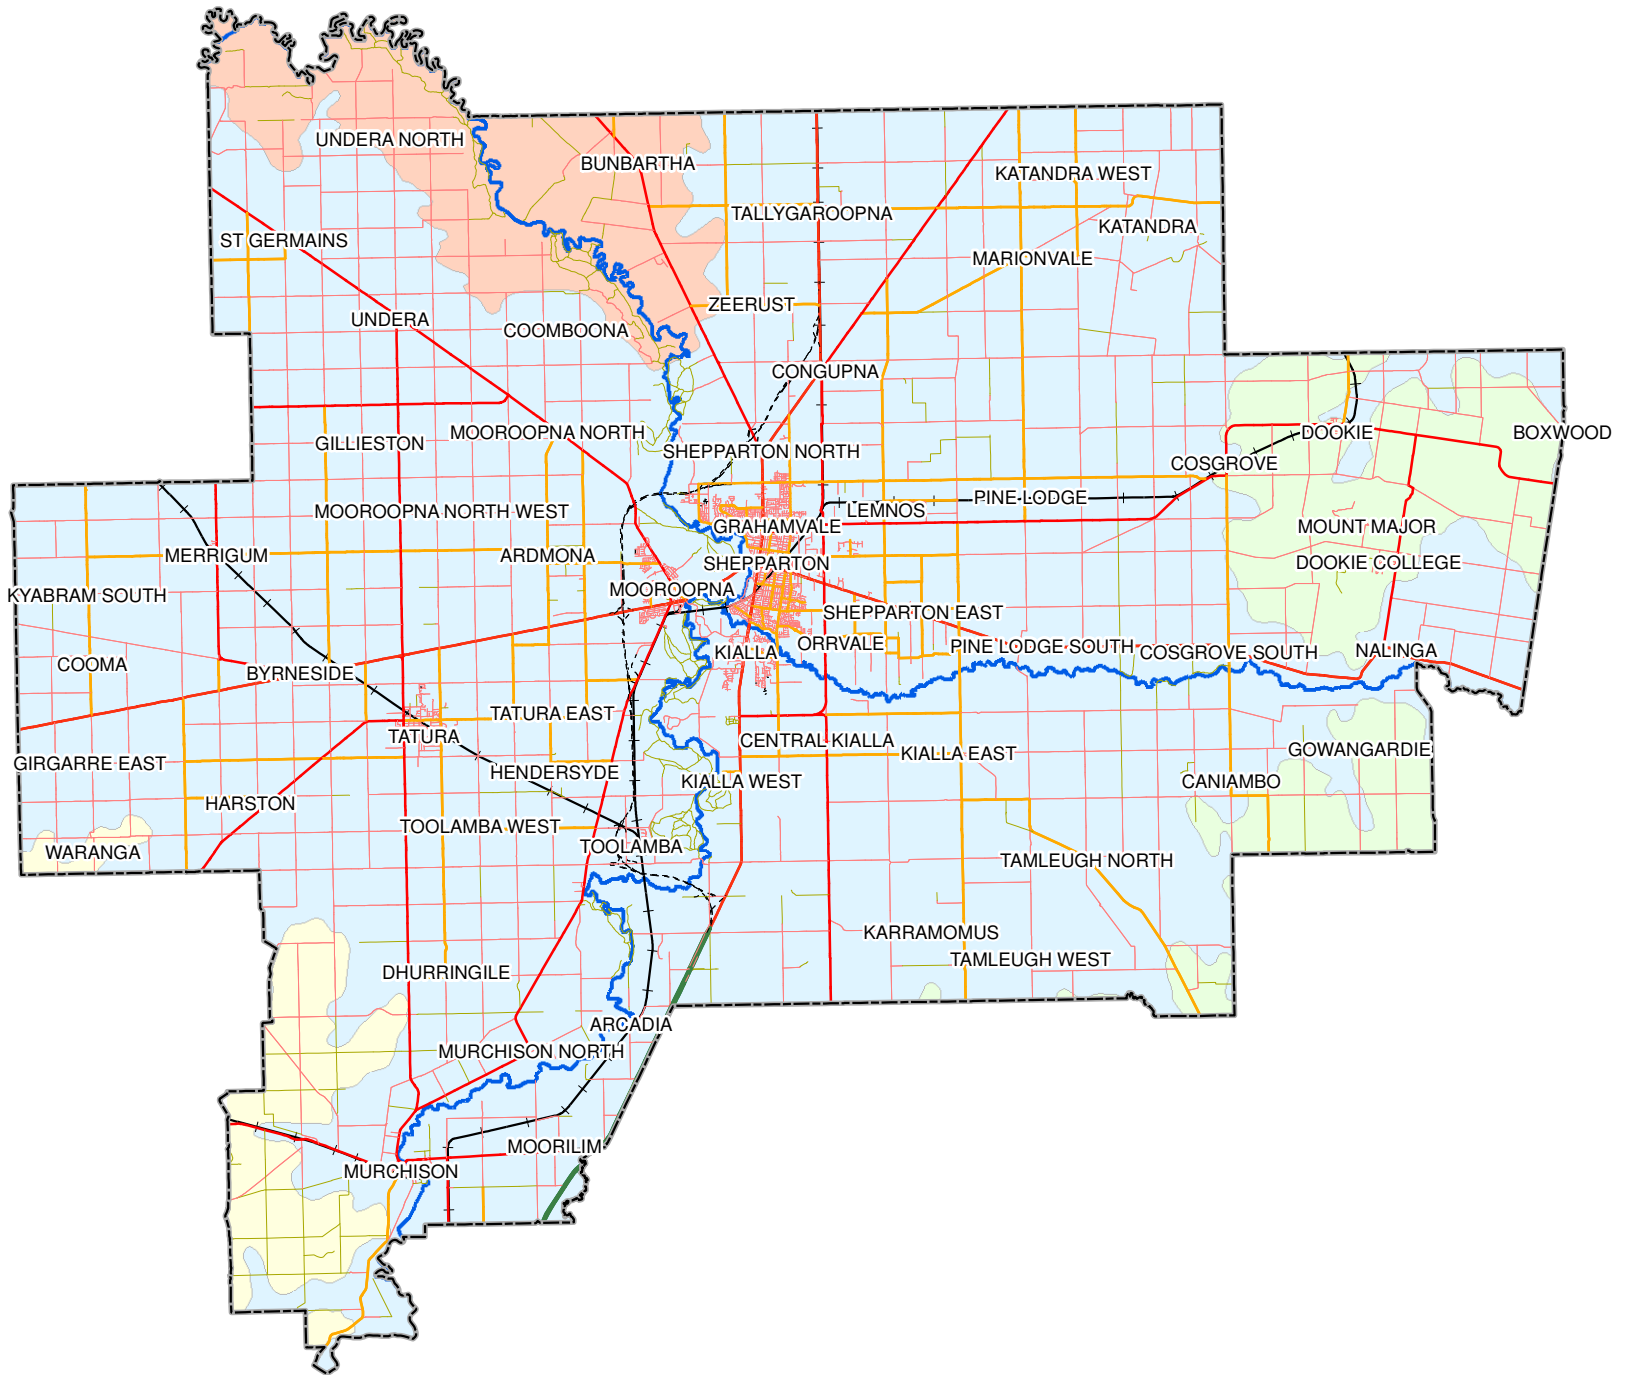 UNDERA NORTH
BUNBARTHA
KATANDRA WEST
TALLYGAROOPNA
KATANDRA
ST GERMAINS
MARIONVALE
ZEERUST
UNDERA
COOMBOONA
CONGUPNA
MOOROOPNA NORTH
DOOKIE
BOXWOOD
GILLIESTON
SHEPPARTON NORTH
COSGROVE
PINE LODGE
MOOROOPNA NORTH WEST
LEMNOS
GRAHAMVALE
MOUNT MAJOR
MERRIGUM
ARDMONA
SHEPPARTON
DOOKIE COLLEGE
KYABRAM SOUTH
MOOROOPNA
SHEPPARTON EAST
ORRVALE
PINE LODGE SOUTH
KIALLA
COSGROVE SOUTH
NALINGA
COOMA
BYRNESIDE
TATURA EAST
TATURA
CENTRAL KIALLA
KIALLA EAST
GOWANGARDIE
GIRGARRE EAST
HENDERSYDE
KIALLA WEST
CANIAMBO
HARSTON
TOOLAMBA WEST
TOOLAMBA
WARANGA
TAMLEUGH NORTH
KARRAMOMUS
TAMLEUGH WEST
DHURRINGILE
ARCADIA
MURCHISON NORTH
MOORILIM
MURCHISON